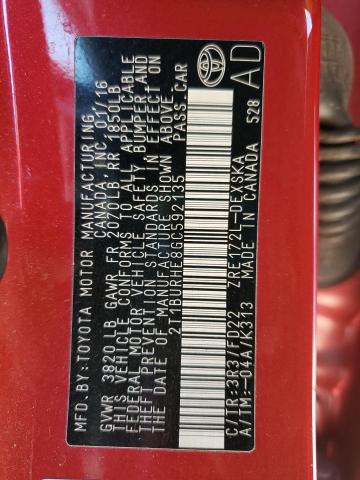 MFD.BY:TOYOTA MOTOR MANUFACTURING
CANADA, INC. 01/16
GVWR 3820 LB GAWR FR 2070LB RR 1850LB
THIS VEHICLE CONFORMS TO ALL APPLICABLE
FEDERAL MOTOR VEHICLE SAFETY, BUMPER, AND
THEFT PREVENTION STANDARDS IN EFFECT ON
THE DATE OF MANUFACTURE SHOWN ABOVE.
2T1BURHE8GC592135 PASS.CAR
C/TR:3R3/FD22 ZRE172L-DEXSKA
A/TM:-04A/K313 MADE IN CANADA 528
AD